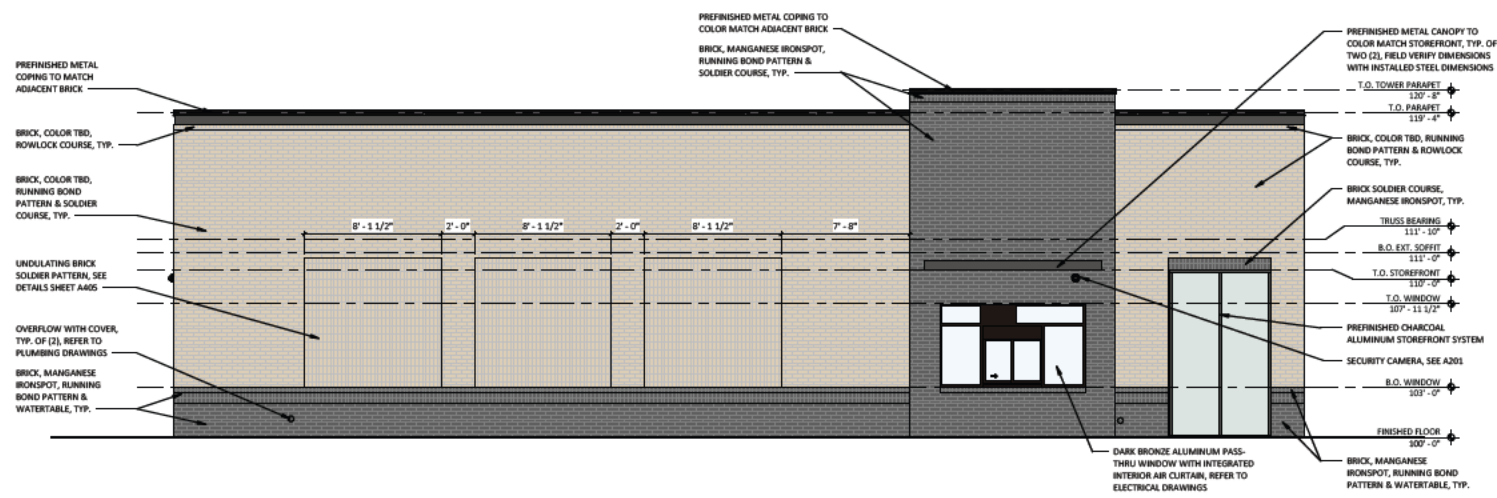 PREFINISHED METAL COPING TO
COLOR MATCH ADJACENT BRICK
BRICK, MANGANESE IRONSPOT,
RUNNING BOND PATTERN &
SOLDIER COURSE, TYP.
PREFINISHED METAL CANOPY TO
COLOR MATCH STOREFRONT, TYP. OF
TWO (2), FIELD VERIFY DIMENSIONS
WITH INSTALLED STEEL DIMENSIONS
PREFINISHED METAL
COPING TO MATCH
ADJACENT BRICK
BRICK, COLOR TBD,
ROWLOCK COURSE, TYP.
BRICK, COLOR TBD,
RUNNING BOND
PATTERN & SOLDIER
COURSE, TYP.
UNDULATING BRICK
SOLDIER PATTERN, SEE
DETAILS SHEET A405
OVERFLOW WITH COVER,
TYP. OF (2), REFER TO
PLUMBING DRAWINGS
BRICK, MANGANESE
IRONSPOT, RUNNING
BOND PATTERN &
WATERTABLE, TYP.
8' - 1 1/2"
2' - 0"
8' - 1 1/2"
2' - 0"
8' - 1 1/2"
7' - 8"
T.O. TOWER PARAPET
120' - 8"
T.O. PARAPET
119' - 4"
BRICK, COLOR TBD, RUNNING
BOND PATTERN & ROWLOCK
COURSE, TYP.
BRICK SOLDIER COURSE,
MANGANESE IRONSPOT, TYP.
TRUSS BEARING
111' - 10"
B.O. EXT. SOFFIT
111' - 0"
T.O. STOREFRONT
110' - 0"
T.O. WINDOW
107' - 11 1/2"
PREFINISHED CHARCOAL
ALUMINUM STOREFRONT SYSTEM
SECURITY CAMERA, SEE A201
B.O. WINDOW
103' - 0"
FINISHED FLOOR
100' - 0"
DARK BRONZE ALUMINUM PASS-
THRU WINDOW WITH INTEGRATED
INTERIOR AIR CURTAIN, REFER TO
ELECTRICAL DRAWINGS
BRICK, MANGANESE
IRONSPOT, RUNNING BOND
PATTERN & WATERTABLE, TYP.